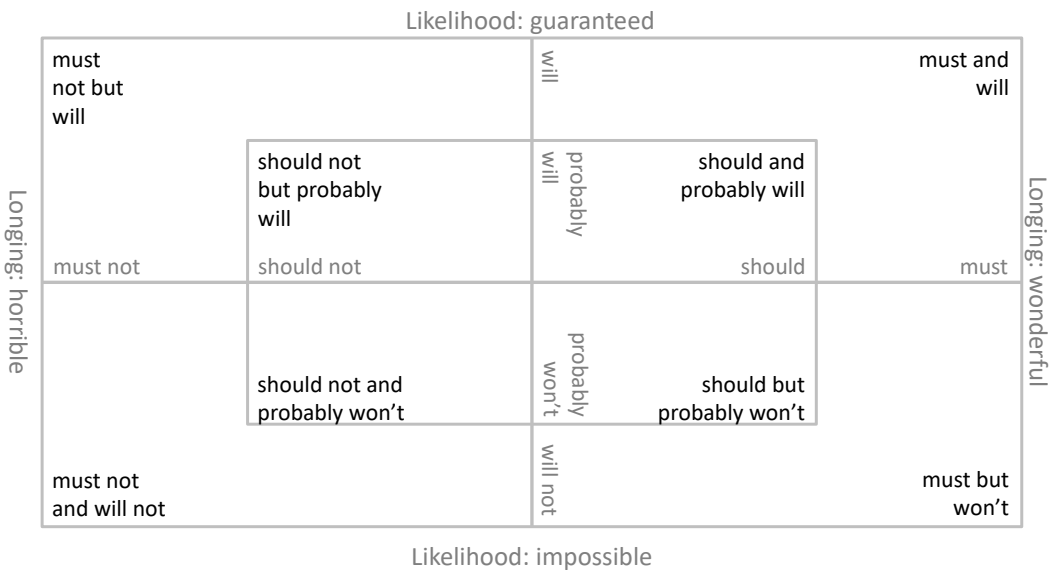 Likelihood: guaranteed
must
not but
will
will
must and
will
should not
but probably
will
probably
will
should and
probably will
Longing: horrible
Longing: wonderful
must not
should not
should
must
should not and
probably won't
probably
won't
should but
probably won't
must not
and will not
will not
must but
won't
Likelihood: impossible